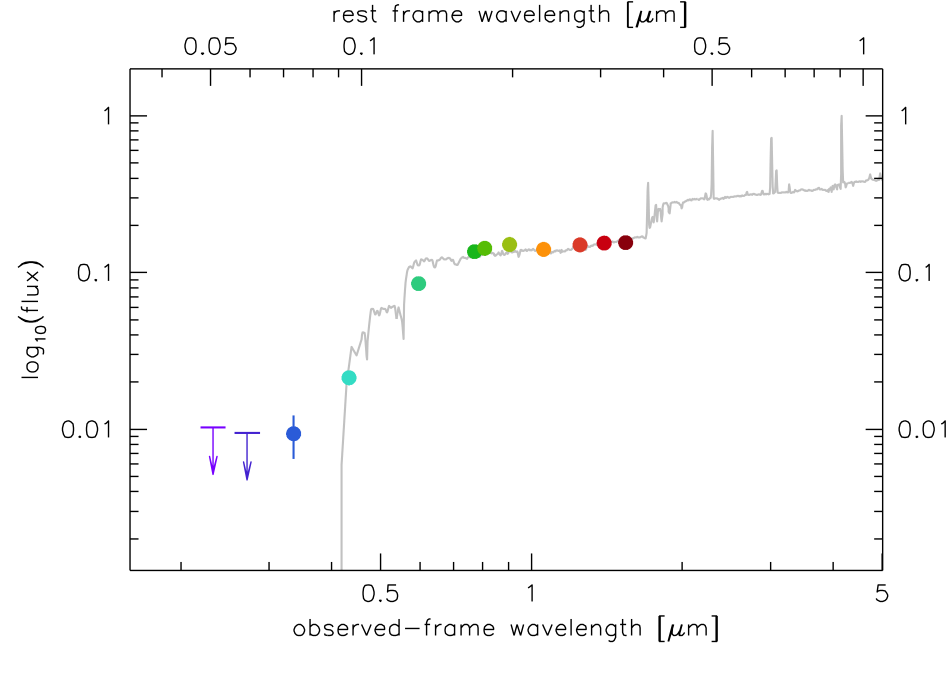 rest frame wavelength [μm]
0.05 0.1 0.5 1
1 1
0.1 0.1
0.01 0.01
log10(flux)
0.5 1 5
observed-frame wavelength [μm]